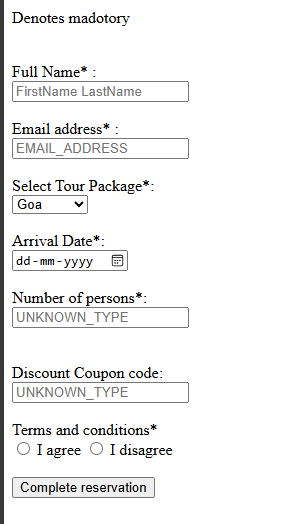 Denotes madotory
Full Name* :
FirstName LastName
Email address* :
EMAIL_ADDRESS
Select Tour Package*:
Goa
Arrival Date*:
dd-mm-yyyy
Number of persons*:
UNKNOWN_TYPE
Discount Coupon code:
UNKNOWN_TYPE
Terms and conditions*
I agree I disagree
Complete reservation